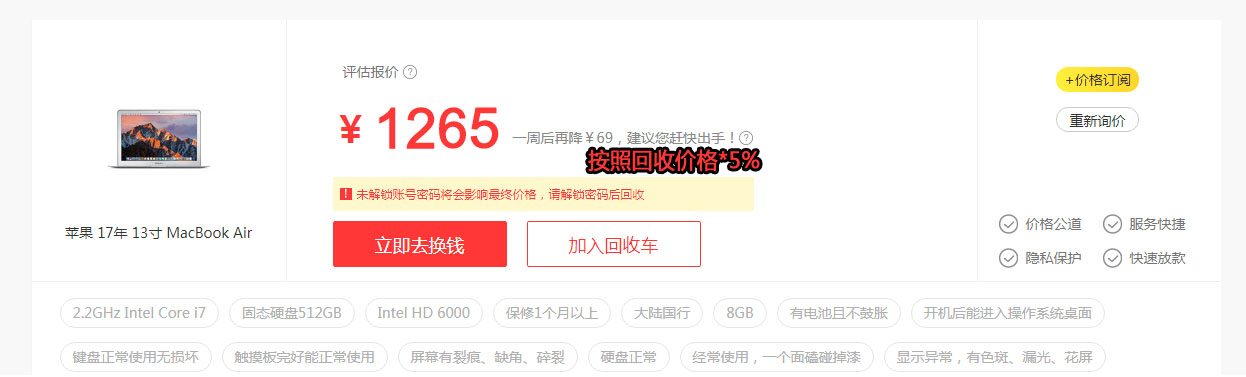 评估报价 ?
+价格订阅
¥ 1265 一周后再降¥69，建议您赶快出手！?
重新询价
按照回收价格*5%
! 未解锁账号密码将会影响最终价格，请解锁密码后回收
苹果 17年 13寸 MacBook Air
立即去换钱 加入回收车
价格公道 服务快捷
隐私保护 快速放款
2.2GHz Intel Core i7 固态硬盘512GB Intel HD 6000 保修1个月以上 大陆国行 8GB 有电池且不鼓胀 开机后能进入操作系统桌面
键盘正常使用无损坏 触摸板完好能正常使用 屏幕有裂痕、缺角、碎裂 硬盘正常 经常使用，一个面磕碰掉漆 显示异常，有色斑、漏光、花屏